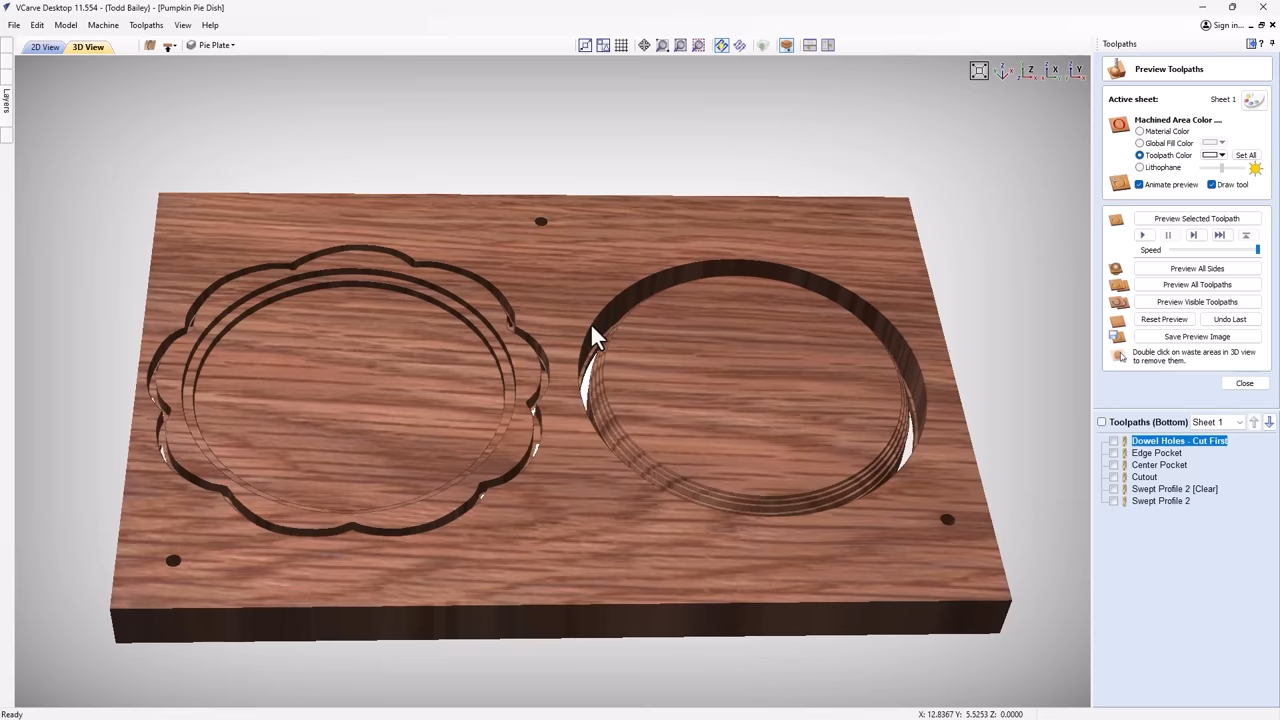 VCarve Desktop 11.554 - {Todd Bailey} - [Pumpkin Pie Dish]
File Edit Model Machine Toolpaths View Help
Sign in...
2D View 3D View Pie Plate
Layers
Toolpaths
Preview Toolpaths
Active sheet: Sheet 1
Machined Area Color ....
Material Color
Global Fill Color
Toolpath Color Set All
Lithophane
Animate preview Draw tool
Preview Selected Toolpath
Speed
Preview All Sides
Preview All Toolpaths
Preview Visible Toolpaths
Reset Preview Undo Last
Save Preview Image
Double click on waste areas in 3D view
to remove them.
Close
Toolpaths (Bottom) Sheet 1
Dowel Holes - Cut First
Edge Pocket
Center Pocket
Cutout
Swept Profile 2 [Clear]
Swept Profile 2
Ready
X: 12.8367 Y: 5.5253 Z: 0.0000